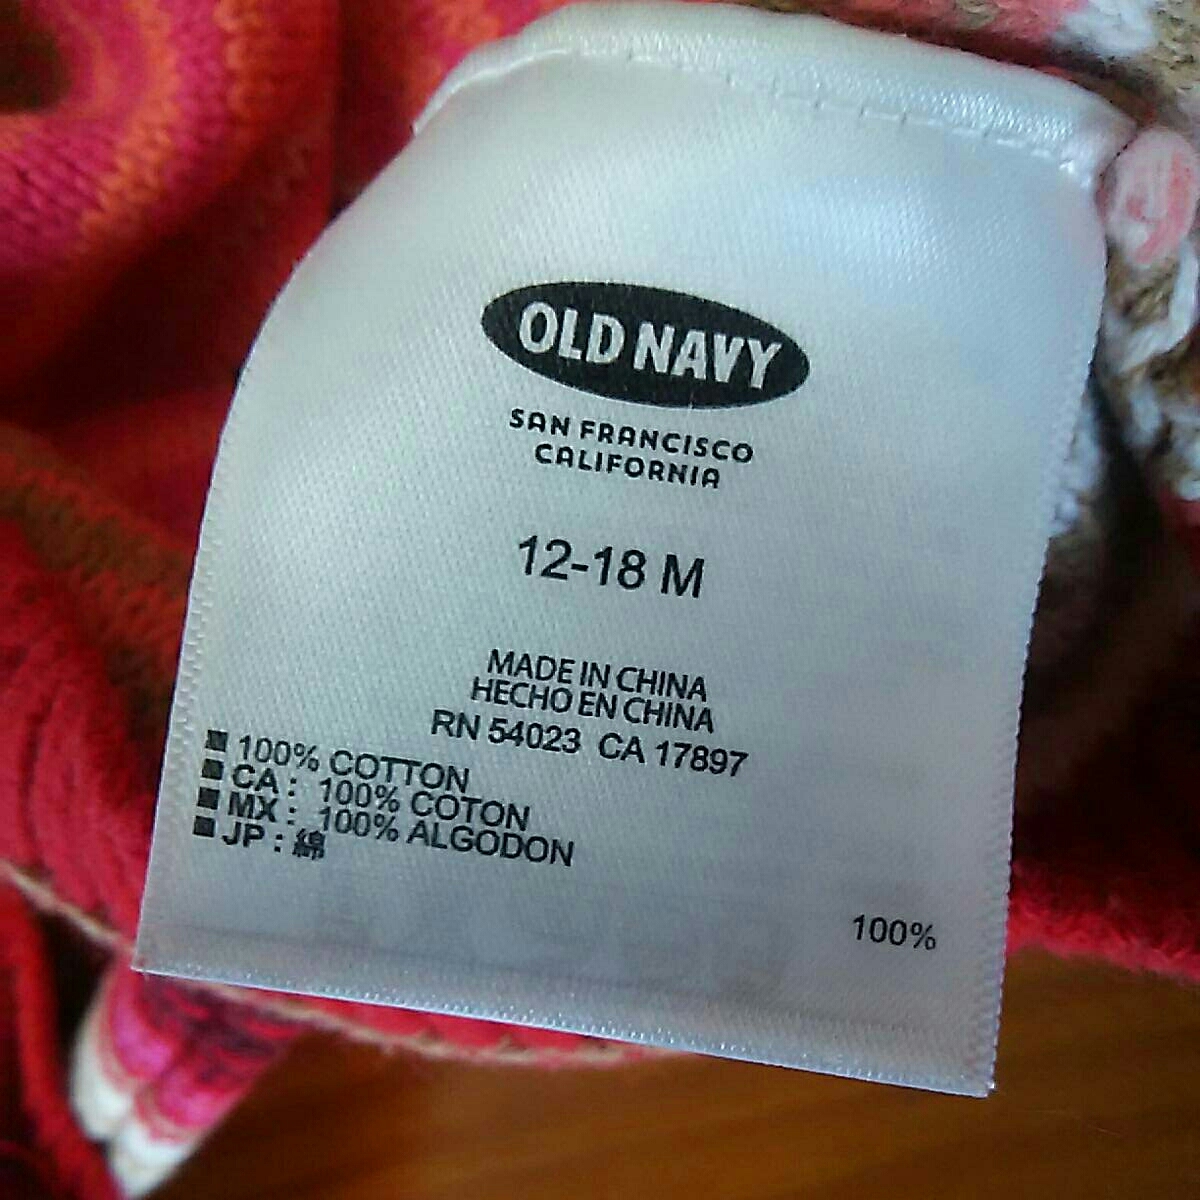 OLD NAVY
SAN FRANCISCO
CALIFORNIA
12-18 M
MADE IN CHINA
HECHO EN CHINA
RN 54023 CA 17897
■ 100% COTTON
■ CA : 100% COTON
■ MX : 100% ALGODON
■ JP : 綿
100%